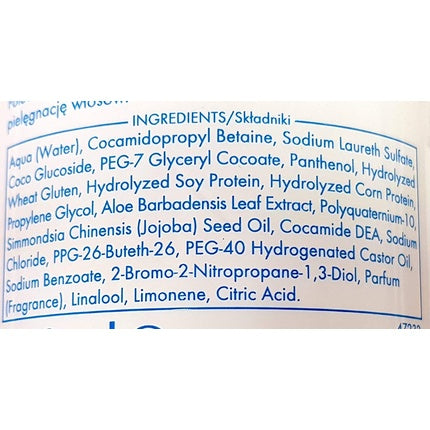 pielęgnację włosów
INGREDIENTS/Składniki
Aqua (Water), Cocamidopropyl Betaine, Sodium Laureth Sulfate,
Coco Glucoside, PEG-7 Glyceryl Cocoate, Panthenol, Hydrolyzed
Wheat Gluten, Hydrolyzed Soy Protein, Hydrolyzed Corn Protein,
Propylene Glycol, Aloe Barbadensis Leaf Extract, Polyquaternium-10,
Simmondsia Chinensis (Jojoba) Seed Oil, Cocamide DEA, Sodium
Chloride, PPG-26-Buteth-26, PEG-40 Hydrogenated Castor Oil,
Sodium Benzoate, 2-Bromo-2-Nitropropane-1,3-Diol, Parfum
(Fragrance), Linalool, Limonene, Citric Acid.